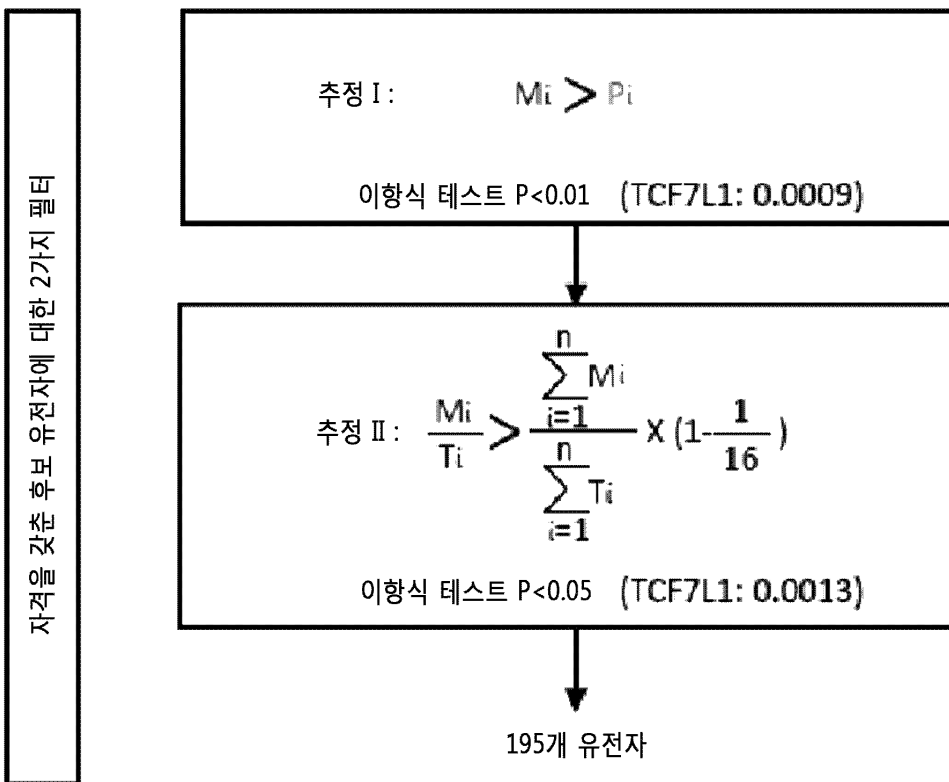 자격을 갖춘 후보 유전자에 대한 2가지 필터
추정 I : Mi > Pi
이항식 테스트 P<0.01 (TCF7L1: 0.0009)
추정 II : Mi/Ti > (n∑i=1 Mi)/(n∑i=1 Ti) X (1-1/16)
이항식 테스트 P<0.05 (TCF7L1: 0.0013)
195개 유전자